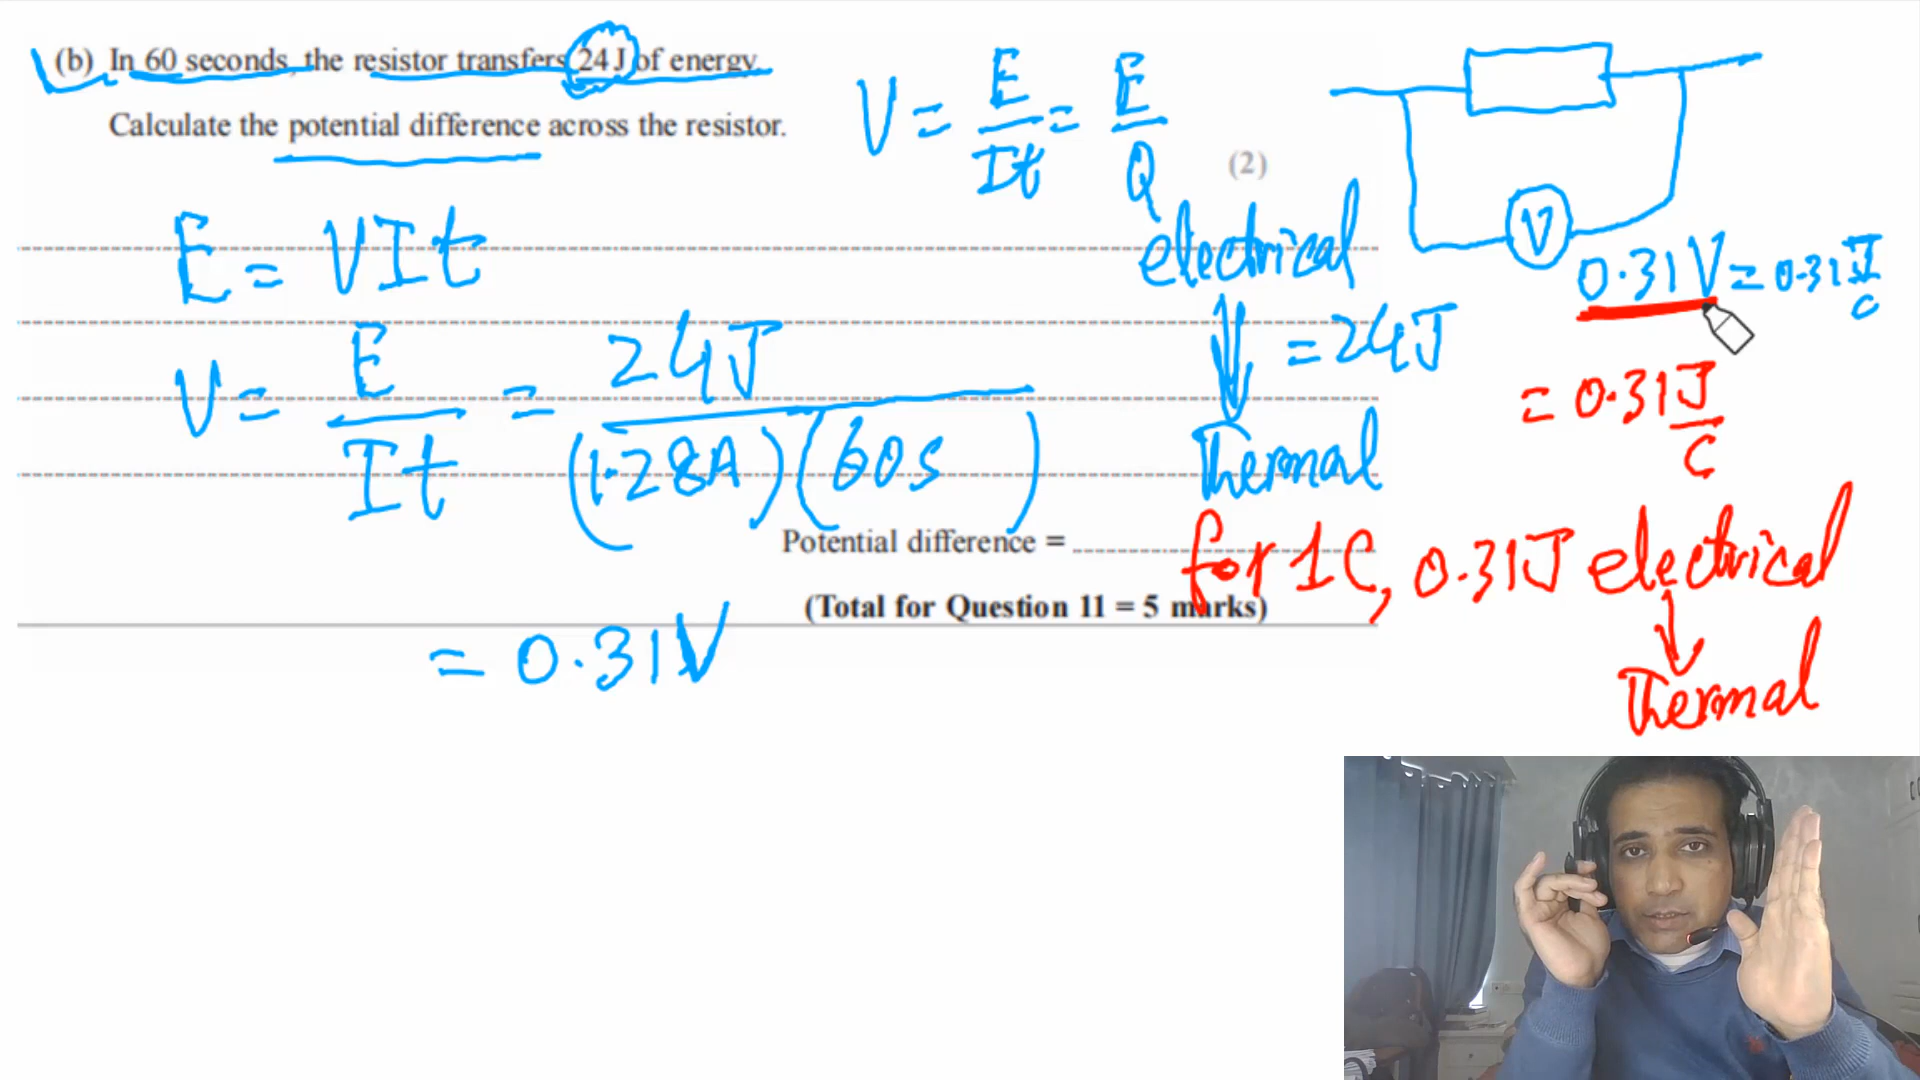 (b) In 60 seconds, the resistor transfers 24 J of energy.
Calculate the potential difference across the resistor.
V = E/It = E/Q
(2)
E = VIt
V = E/It = 24J/(1.28A)(60s)
= 0.31V
electrical
↓ = 24J
Thermal
V
0.31V = 0.31 J/C
= 0.31 J/C
for 1C, 0.31J electrical
↓
Thermal
Potential difference =
(Total for Question 11 = 5 marks)